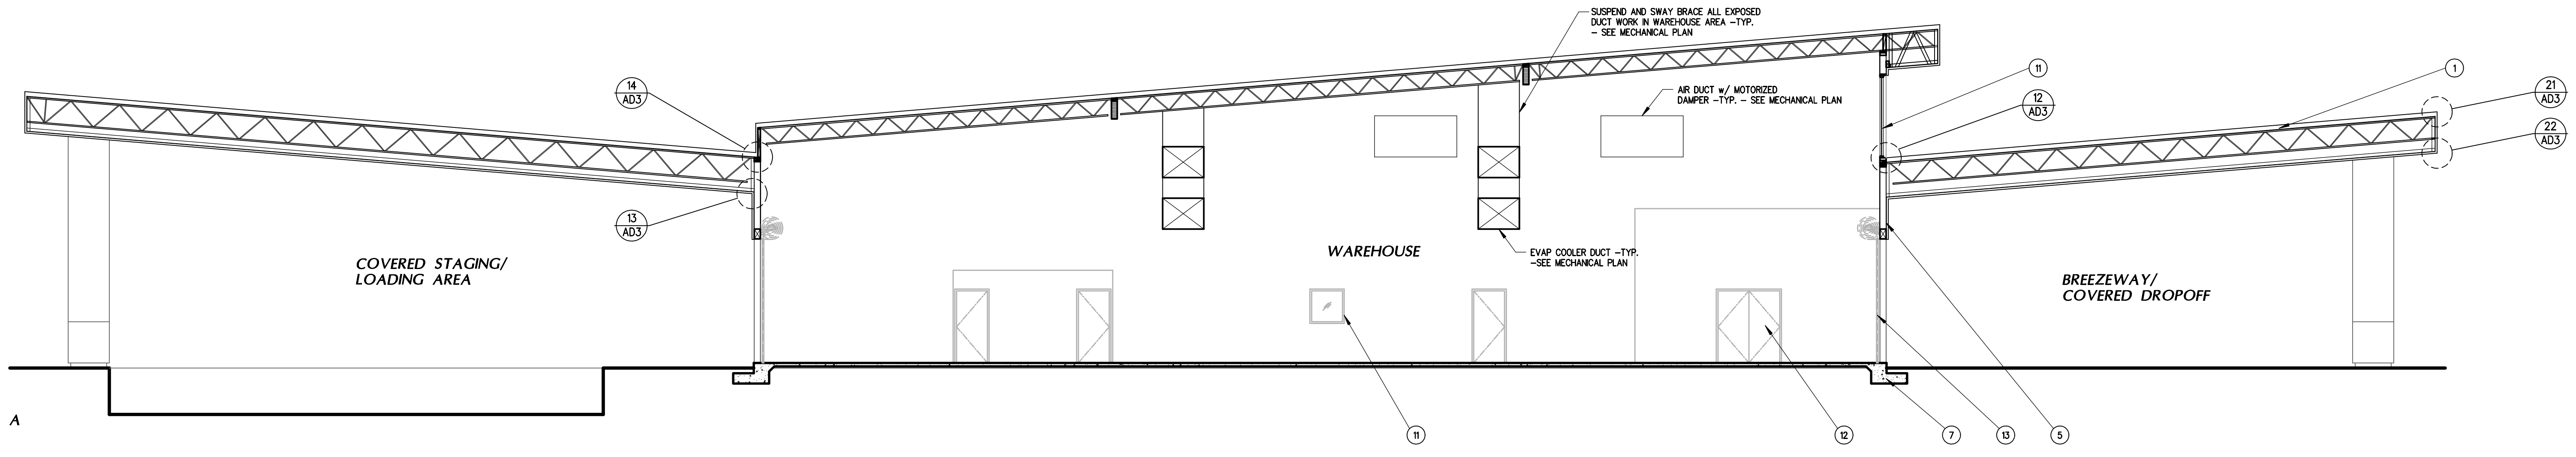 SUSPEND AND SWAY BRACE ALL EXPOSED
DUCT WORK IN WAREHOUSE AREA -TYP.
- SEE MECHANICAL PLAN
11
1
14
AD3
AIR DUCT w/ MOTORIZED
DAMPER -TYP. - SEE MECHANICAL PLAN
12
AD3
21
AD3
22
AD3
13
AD3
COVERED STAGING/
LOADING AREA
WAREHOUSE
EVAP COOLER DUCT -TYP.
-SEE MECHANICAL PLAN
BREEZEWAY/
COVERED DROPOFF
A
11
12
7
13
5